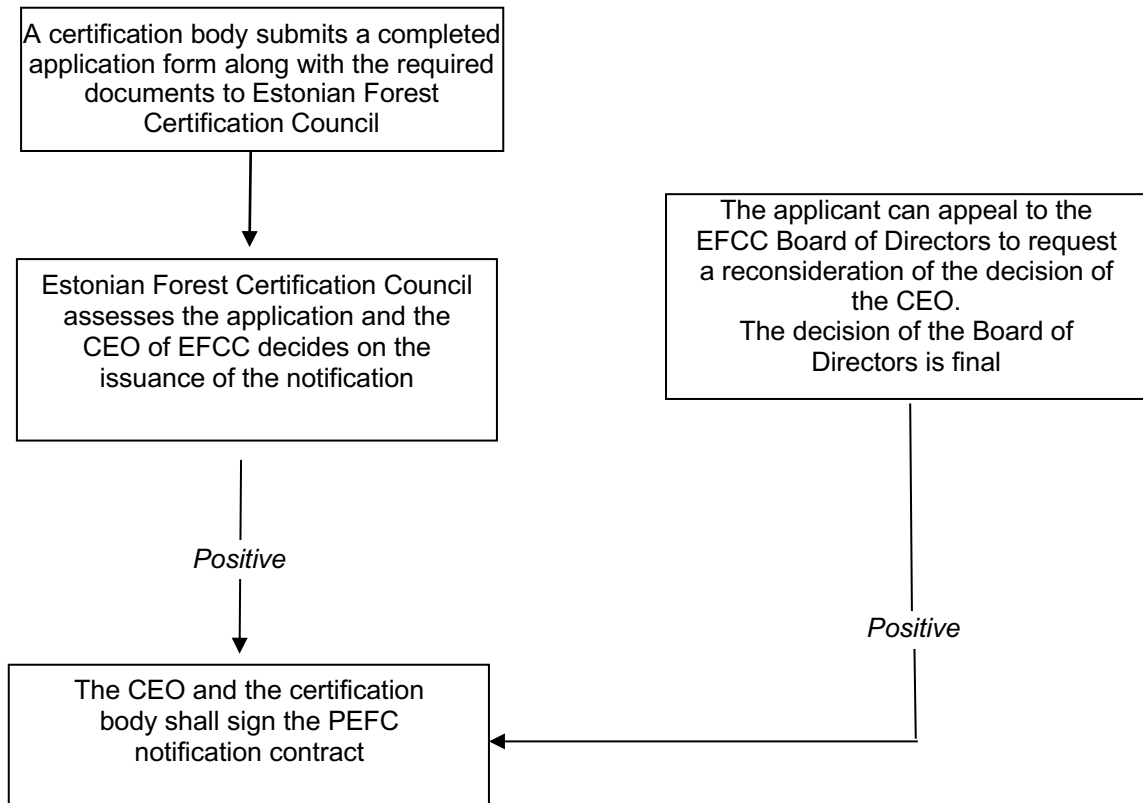 A certification body submits a completed
application form along with the required
documents to Estonian Forest
Certification Council
Estonian Forest Certification Council
assesses the application and the
CEO of EFCC decides on the
issuance of the notification
The applicant can appeal to the
EFCC Board of Directors to request
a reconsideration of the decision of
the CEO.
The decision of the Board of
Directors is final
Positive
Positive
The CEO and the certification
body shall sign the PEFC
notification contract